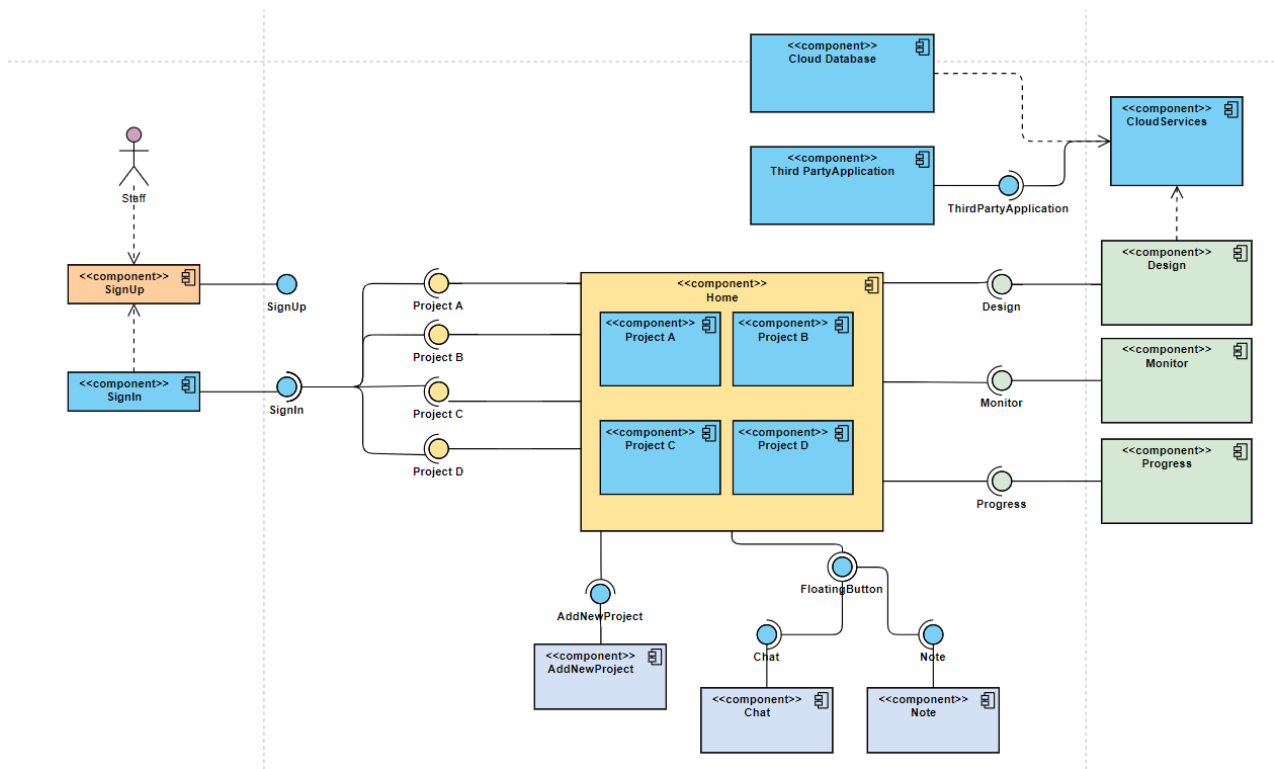 <<component>>
Cloud Database
<<component>>
CloudServices
<<component>>
Third PartyApplication
ThirdPartyApplication
Staff
<<component>>
SignUp
SignUp
<<component>>
SignIn
SignIn
Project A
Project B
Project C
Project D
<<component>>
Home
<<component>>
Project A
<<component>>
Project B
<<component>>
Project C
<<component>>
Project D
Design
<<component>>
Design
Monitor
<<component>>
Monitor
Progress
<<component>>
Progress
AddNewProject
<<component>>
AddNewProject
FloatingButton
Chat
Note
<<component>>
Chat
<<component>>
Note